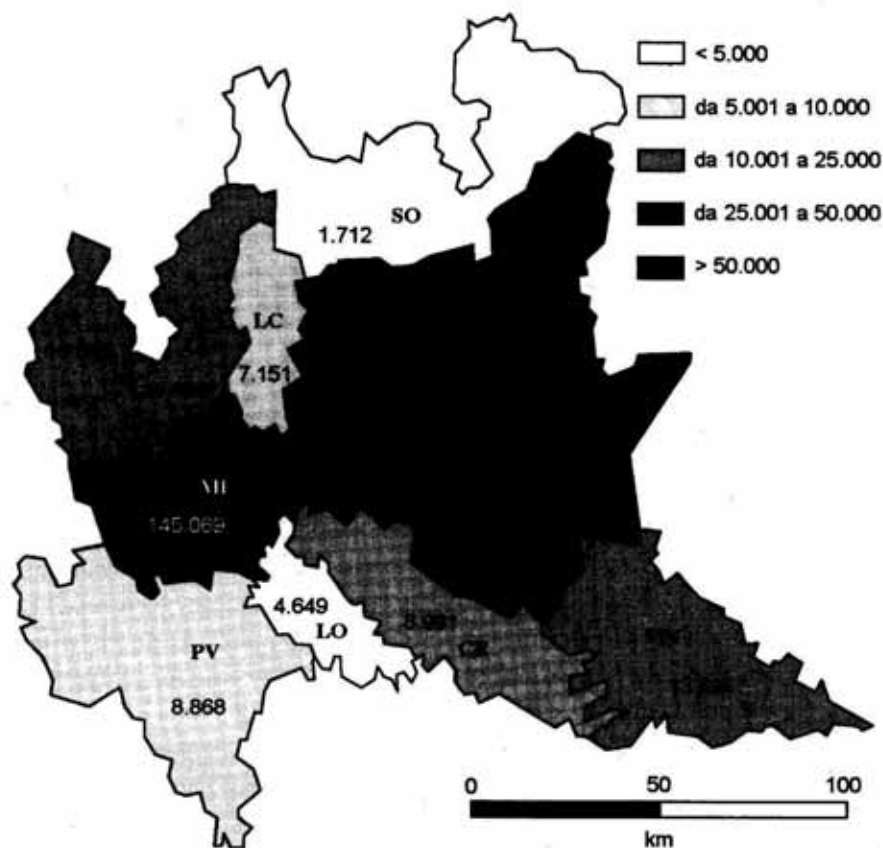 < 5.000
da 5.001 a 10.000
da 10.001 a 25.000
da 25.001 a 50.000
> 50.000
SO
1.712
LC
7.151
MI
145.069
4.649
LO
CR
PV
8.868
0 50 100
km